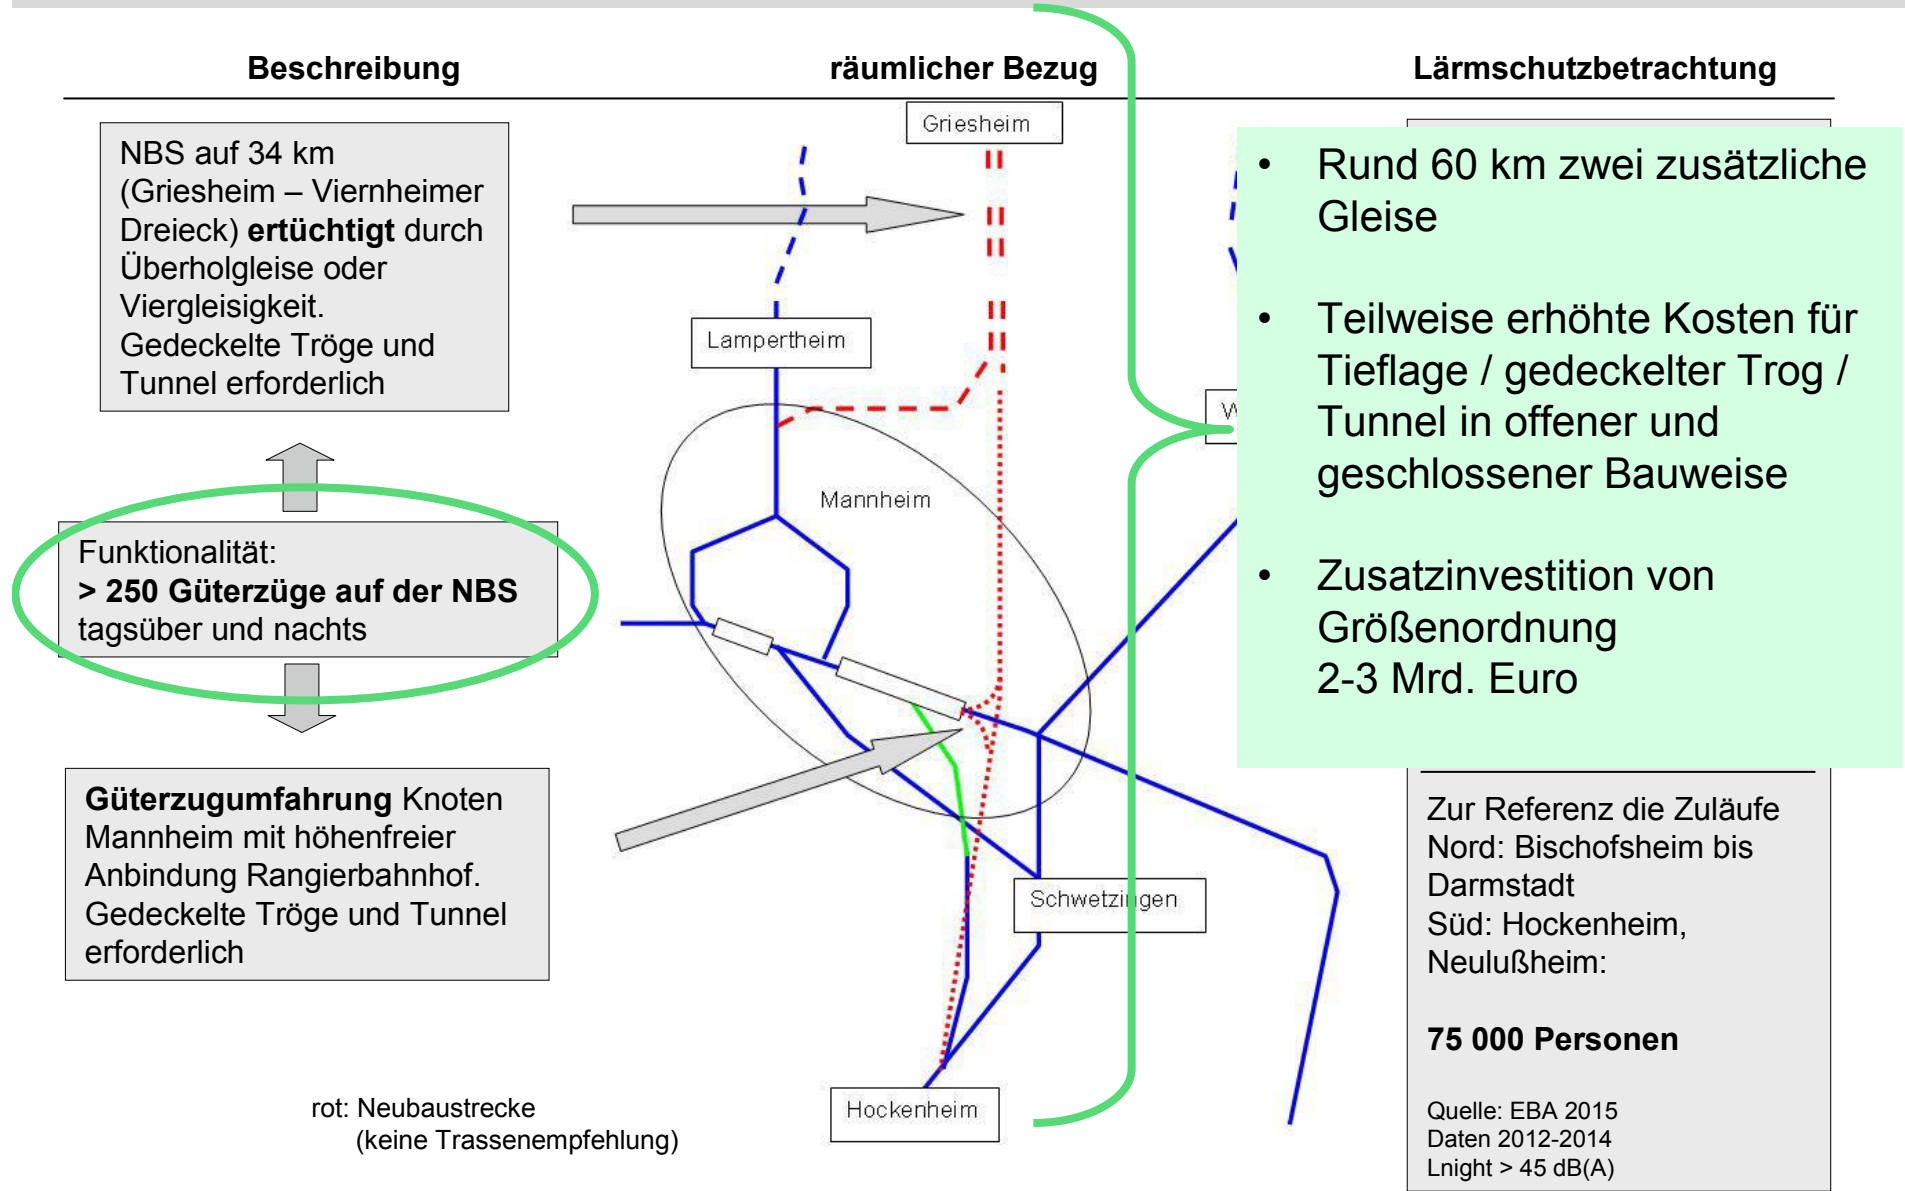 Beschreibung
räumlicher Bezug
Lärmschutzbetrachtung
NBS auf 34 km
(Griesheim – Viernheimer
Dreieck) ertüchtigt durch
Überholgleise oder
Viergleisigkeit.
Gedeckelte Tröge und
Tunnel erforderlich
Funktionalität:
> 250 Güterzüge auf der NBS
tagsüber und nachts
Güterzugumfahrung Knoten
Mannheim mit höhenfreier
Anbindung Rangierbahnhof.
Gedeckelte Tröge und Tunnel
erforderlich
rot: Neubaustrecke
(keine Trassenempfehlung)
Griesheim
Lampertheim
Mannheim
Schwetzingen
Hockenheim
• Rund 60 km zwei zusätzliche
Gleise
• Teilweise erhöhte Kosten für
Tieflage / gedeckelter Trog /
Tunnel in offener und
geschlossener Bauweise
• Zusatzinvestition von
Größenordnung
2-3 Mrd. Euro
Zur Referenz die Zuläufe
Nord: Bischofsheim bis
Darmstadt
Süd: Hockenheim,
Neulußheim:
75 000 Personen
Quelle: EBA 2015
Daten 2012-2014
Lnight > 45 dB(A)